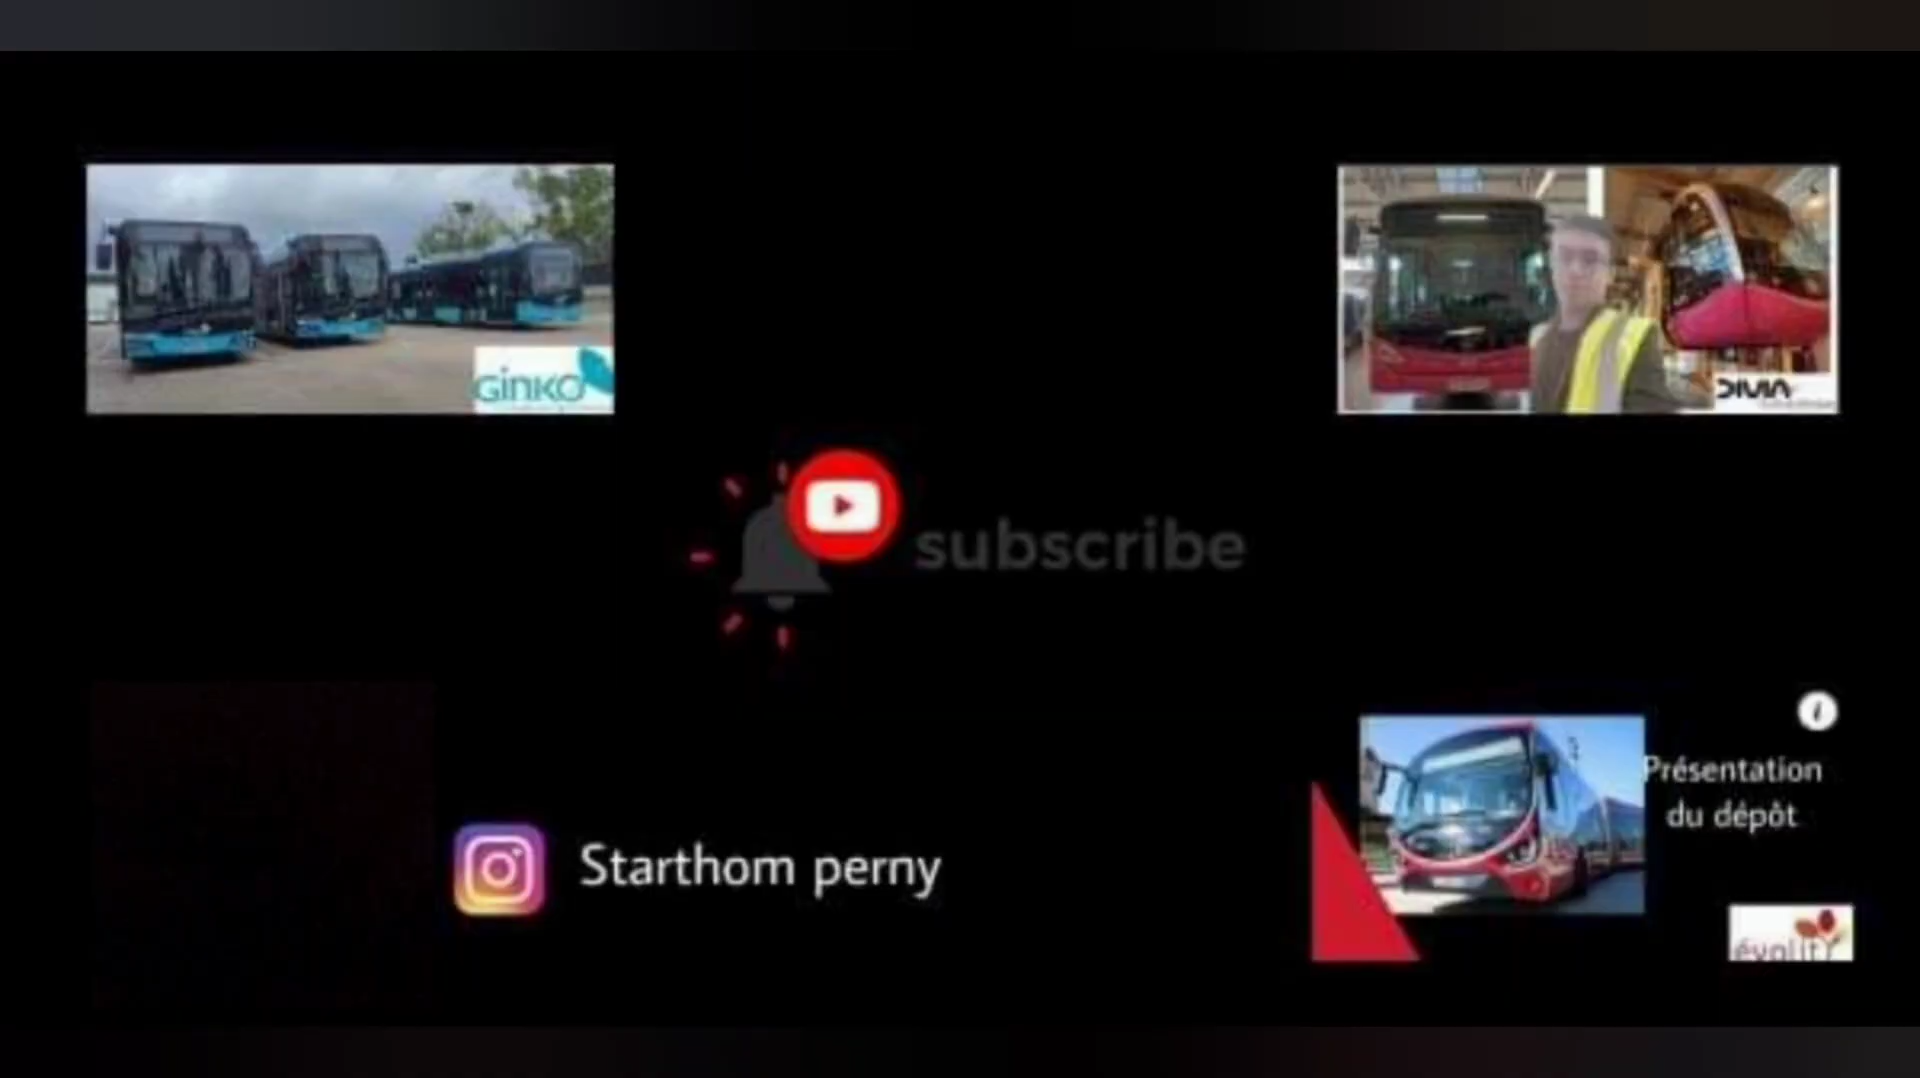 GiNKO
DIVIA
subscribe
Présentation
du dépôt
Starthom perny
évolity